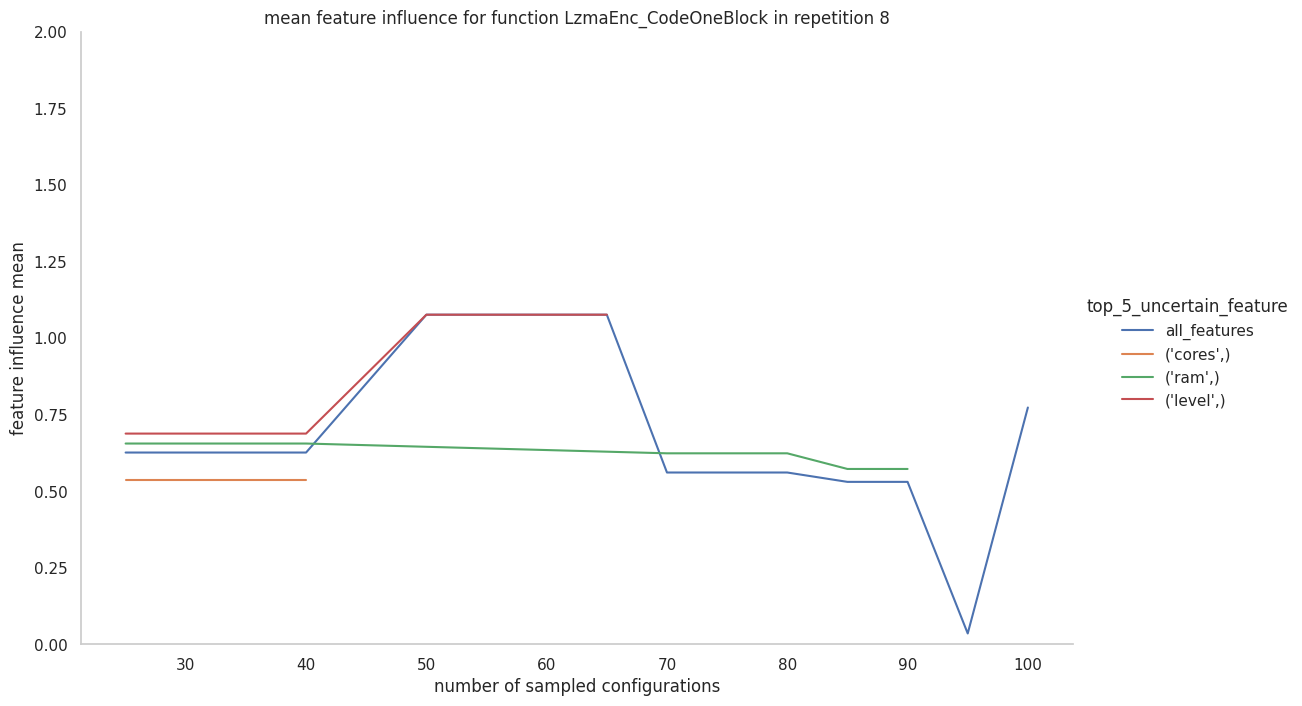 mean feature influence for function LzmaEnc_CodeOneBlock in repetition 8
2.00
1.75
1.50
1.25
1.00
0.75
0.50
0.25
0.00
feature influence mean
30 40 50 60 70 80 90 100
number of sampled configurations
top_5_uncertain_feature
all_features
('cores',)
('ram',)
('level',)